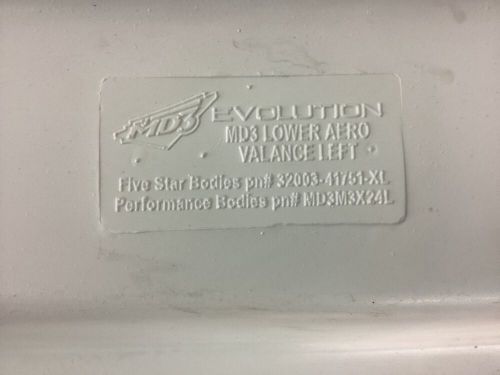 MD3 EVOLUTION
MD3 LOWER AERO
VALANCE LEFT
Five Star Bodies pn# 32003-41751-XL
Performance Bodies pn# MD3M3X24L